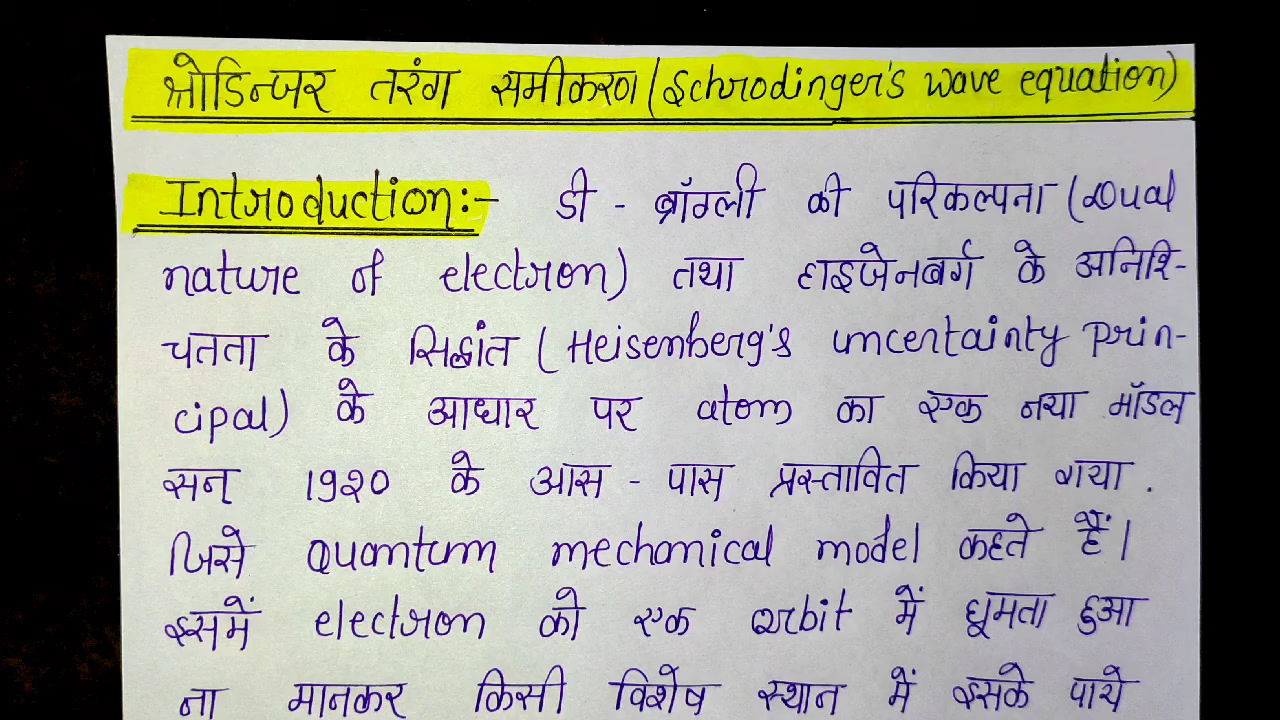 श्रोडिन्जर तरंग समीकरण (Schrodinger's wave equation)
Introduction:- डी - ब्रॉग्ली की परिकल्पना (Dual
nature of electron) तथा हाइजेनबर्ग के अनिश्-
चतता के सिद्धांत (Heisenberg's uncertainty prin-
cipal) के आधार पर atom का एक नया मॉडल
सन् 1920 के आस - पास प्रस्तावित किया गया .
जिसे Quantum mechanical model कहते हैं।
इसमें electron को एक orbit में घूमता हुआ
ना मानकर किसी विशेष स्थान में इसके पाये